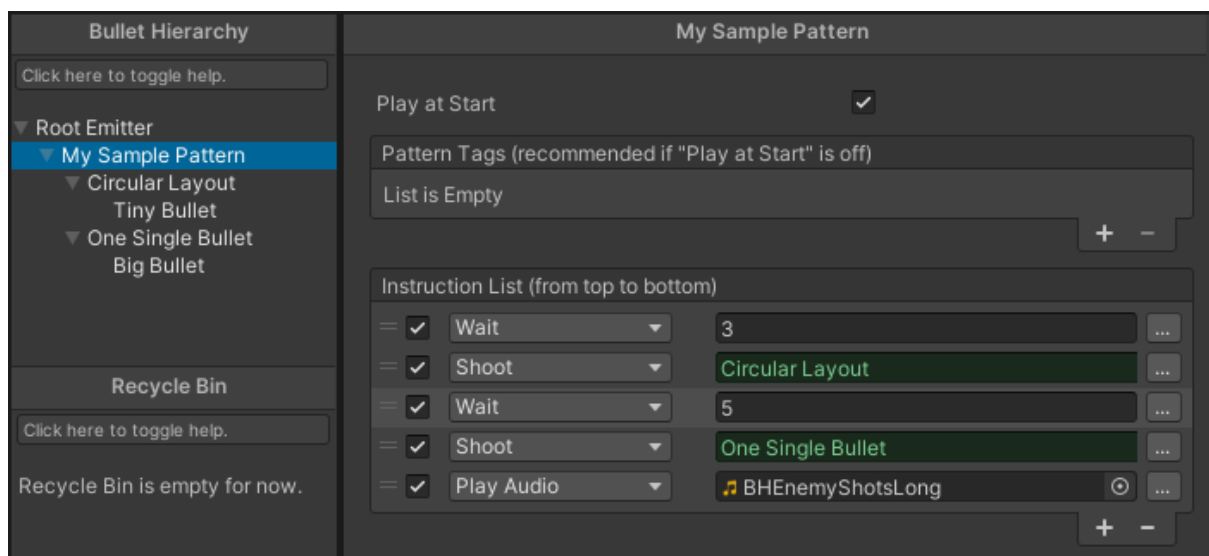 Bullet Hierarchy
Click here to toggle help.
Root Emitter
My Sample Pattern
Circular Layout
Tiny Bullet
One Single Bullet
Big Bullet
Recycle Bin
Click here to toggle help.
Recycle Bin is empty for now.
My Sample Pattern
Play at Start
Pattern Tags (recommended if "Play at Start" is off)
List is Empty
+ −
Instruction List (from top to bottom)
Wait 3 ...
Shoot Circular Layout ...
Wait 5 ...
Shoot One Single Bullet ...
Play Audio BHEnemyShotsLong ...
+ −